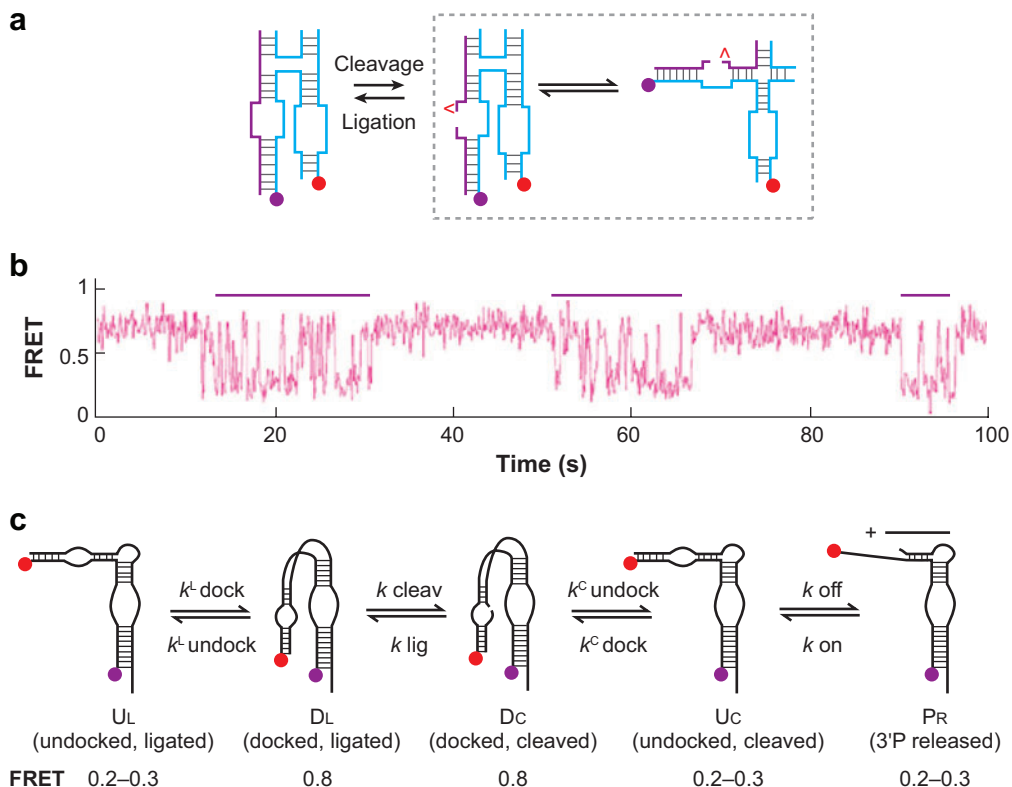 a
Cleavage
Ligation
<
^
b
FRET
1
0.5
0
0 20 40 60 80 100
Time (s)
c
+
kᴸ dock k cleav kᶜ undock k off
kᴸ undock k lig kᶜ dock k on
UL DL DC UC PR
(undocked, ligated) (docked, ligated) (docked, cleaved) (undocked, cleaved) (3'P released)
FRET 0.2–0.3 0.8 0.8 0.2–0.3 0.2–0.3